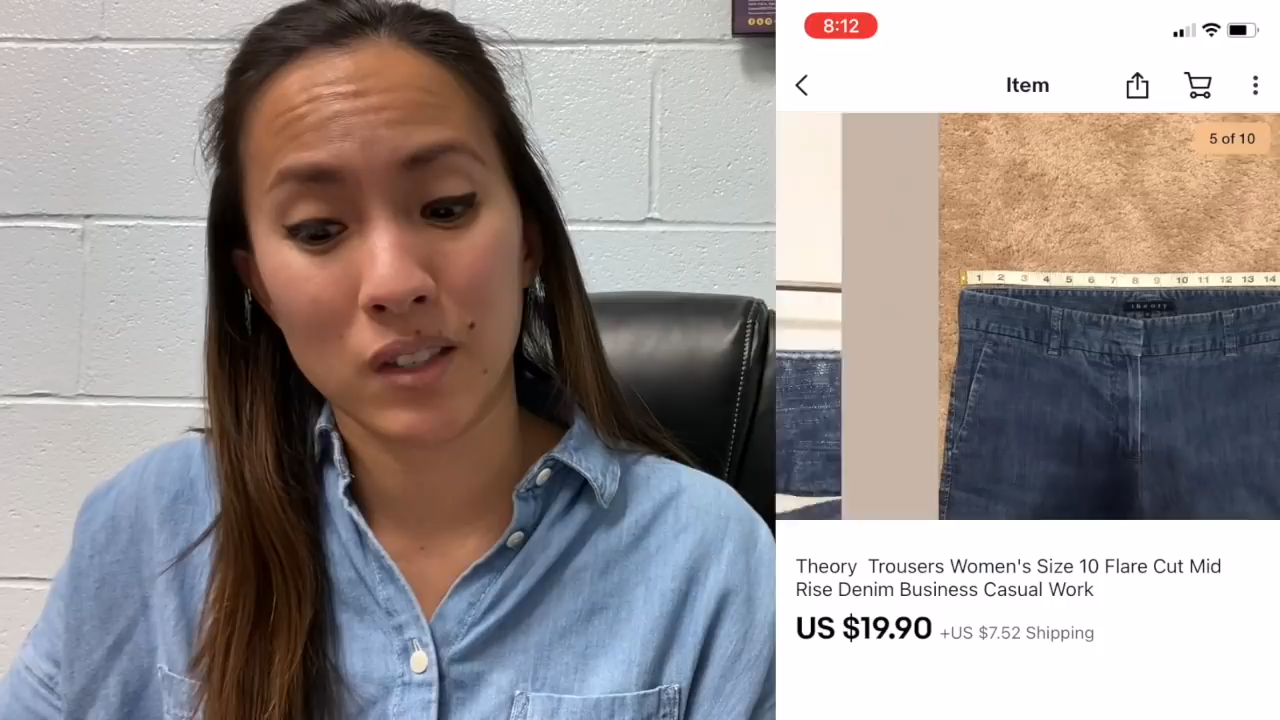 8:12
Item
5 of 10
1 2 3 4 5 6 7 8 9 10 11 12 13 14
theory
Theory Trousers Women's Size 10 Flare Cut Mid
Rise Denim Business Casual Work
US $19.90 +US $7.52 Shipping